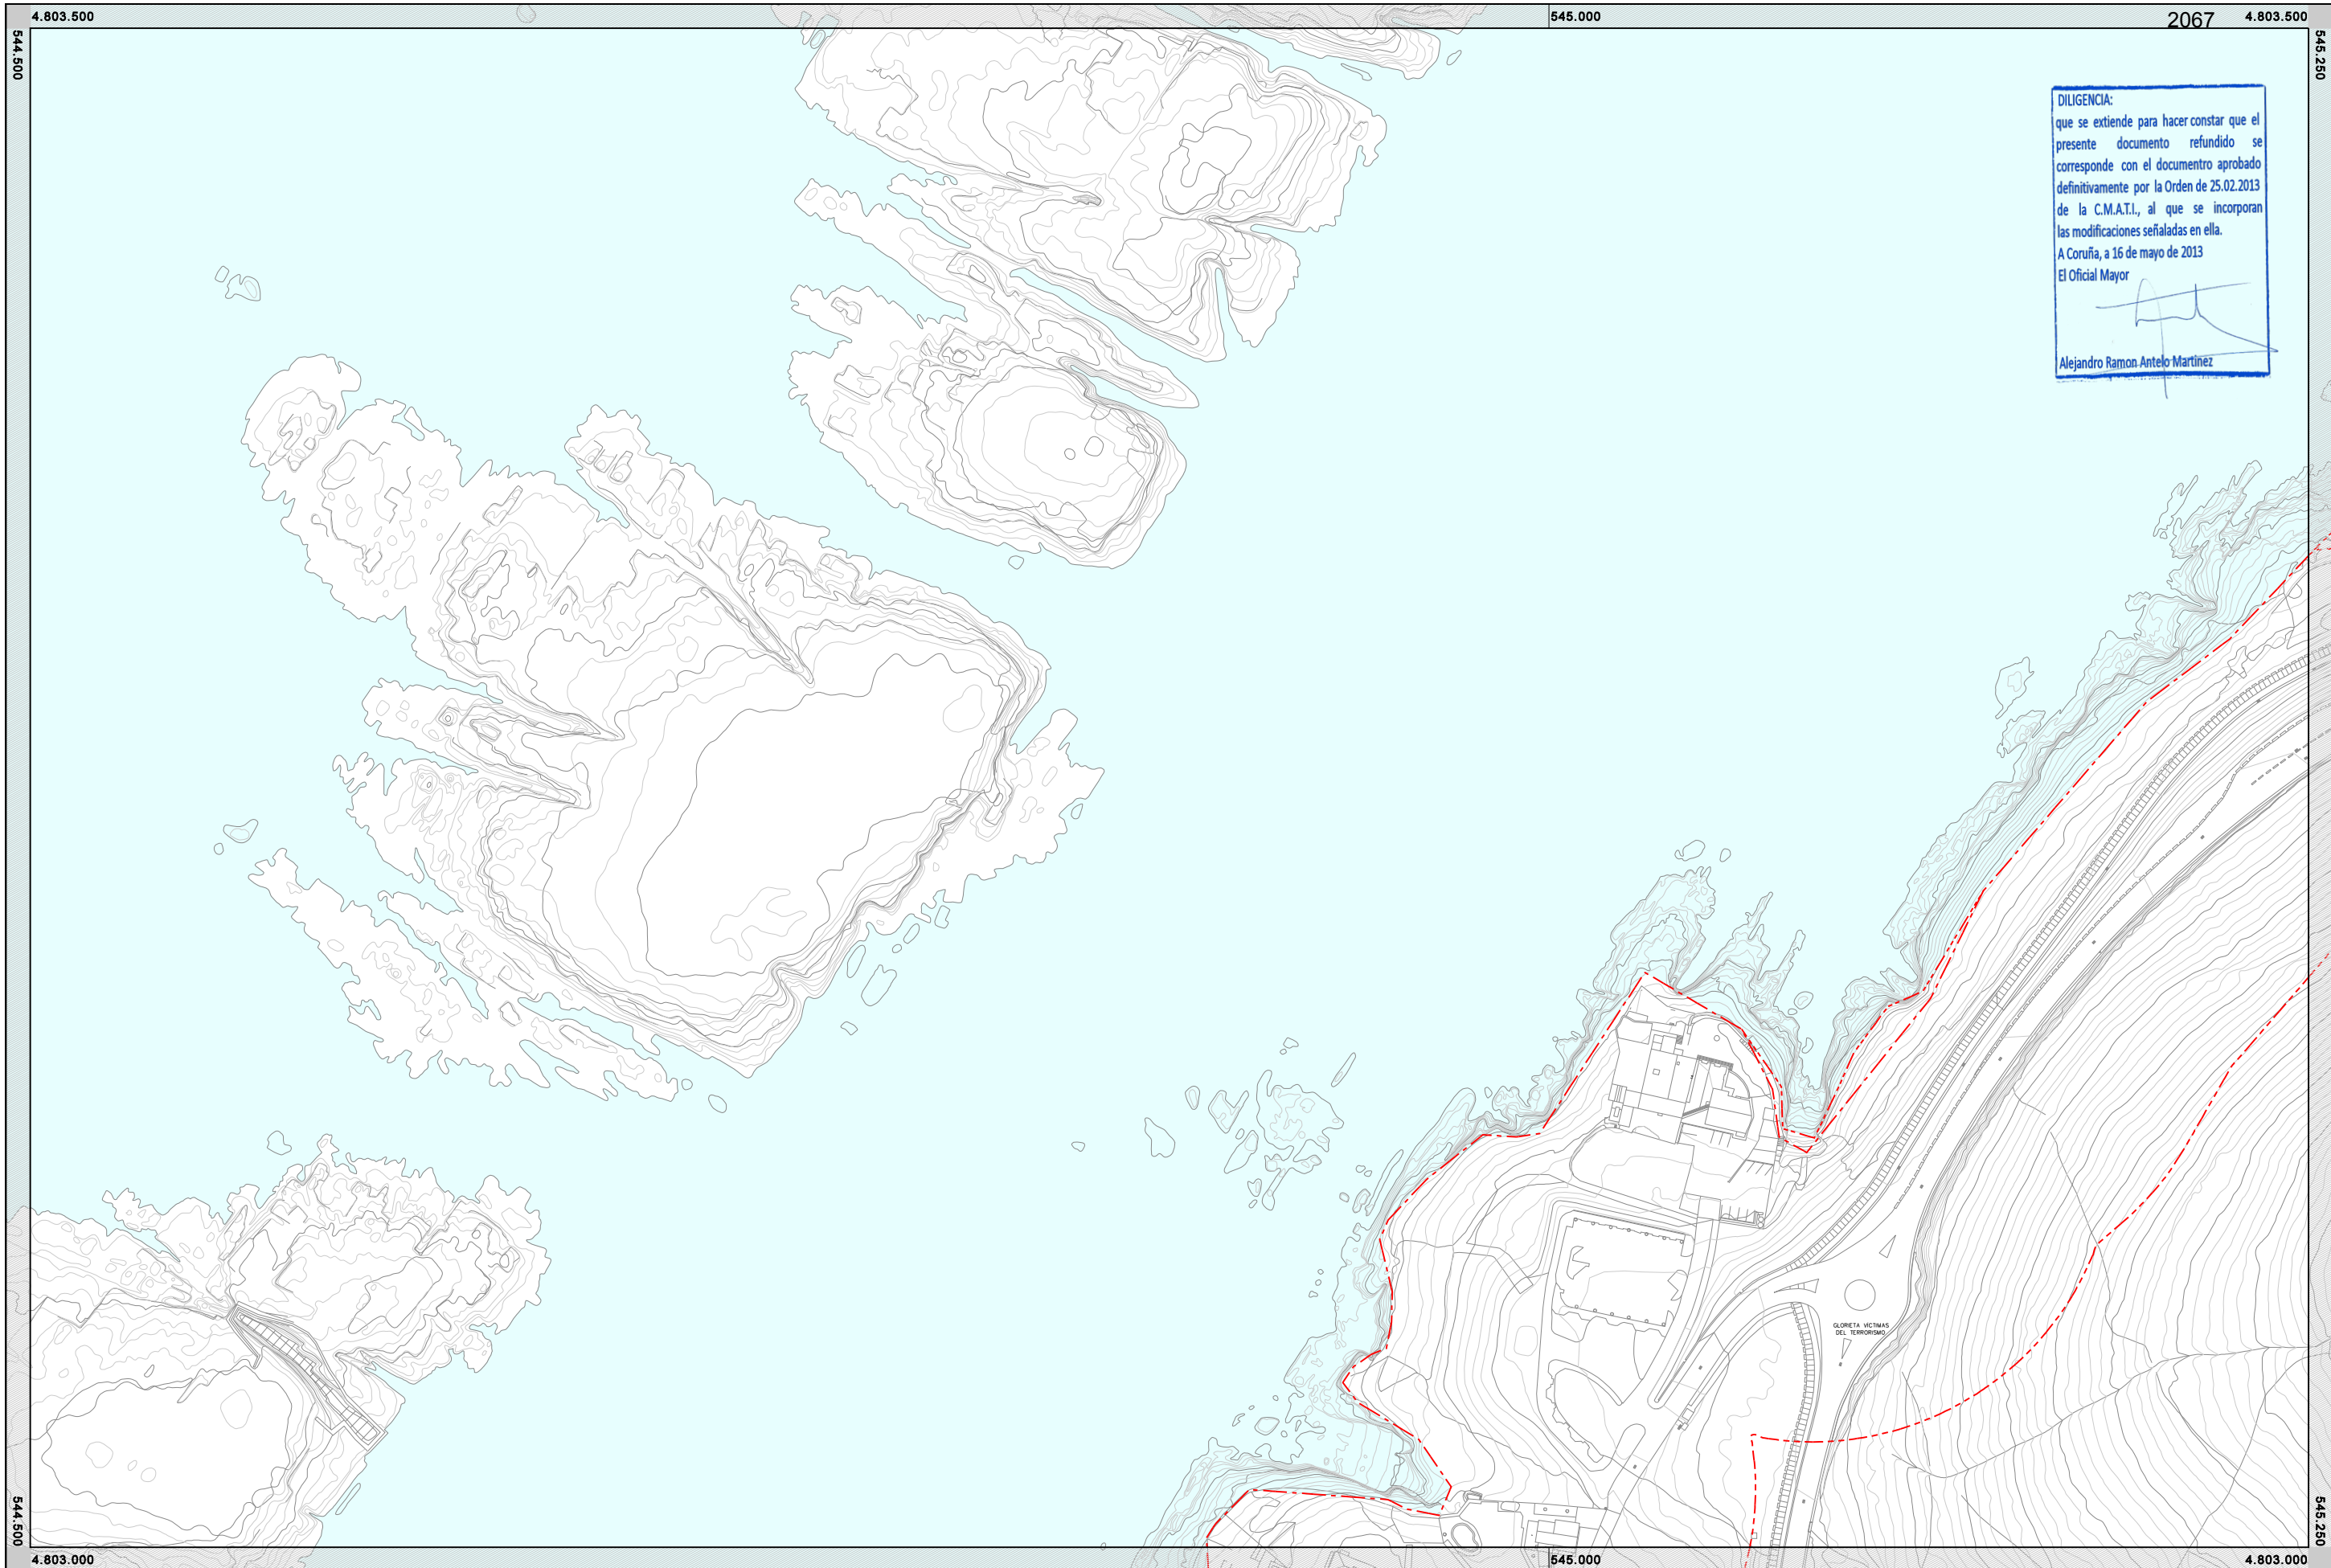 4.803.500
545.000
2067
4.803.500
544.500
545.250
DILIGENCIA:
que se extiende para hacer constar que el
presente documento refundido se
corresponde con el documentro aprobado
definitivamente por la Orden de 25.02.2013
de la C.M.A.T.I., al que se incorporan
las modificaciones señaladas en ella.
A Coruña, a 16 de mayo de 2013
El Oficial Mayor
Alejandro Ramon Antelo Martinez
GLORIETA VÍCTIMAS
DEL TERRORISMO
544.500
545.250
4.803.000
545.000
4.803.000